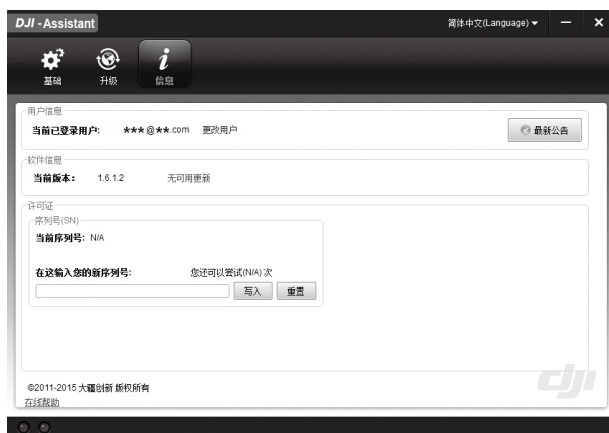 DJI - Assistant 简体中文(Language)
基础 升级 信息
用户信息
当前已登录用户: ***@**.com 更改用户 最新公告
软件信息
当前版本: 1.6.1.2 无可用更新
许可证
序列号(SN)
当前序列号: N/A
在这输入您的新序列号: 您还可以尝试(N/A) 次
写入 重置
©2011-2015 大疆创新 版权所有
在线帮助
dji